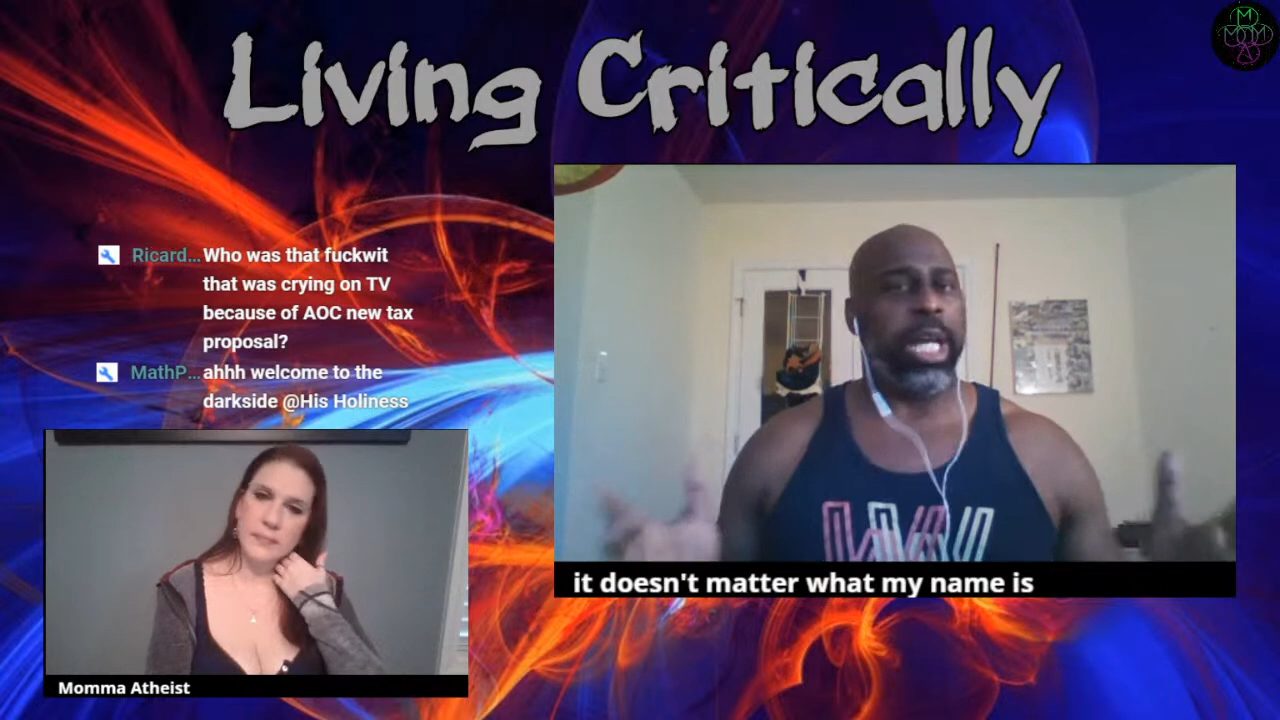 Living Critically
Ricard... Who was that fuckwit
that was crying on TV
because of AOC new tax
proposal?
MathP... ahhh welcome to the
darkside @His Holiness
it doesn't matter what my name is
Momma Atheist